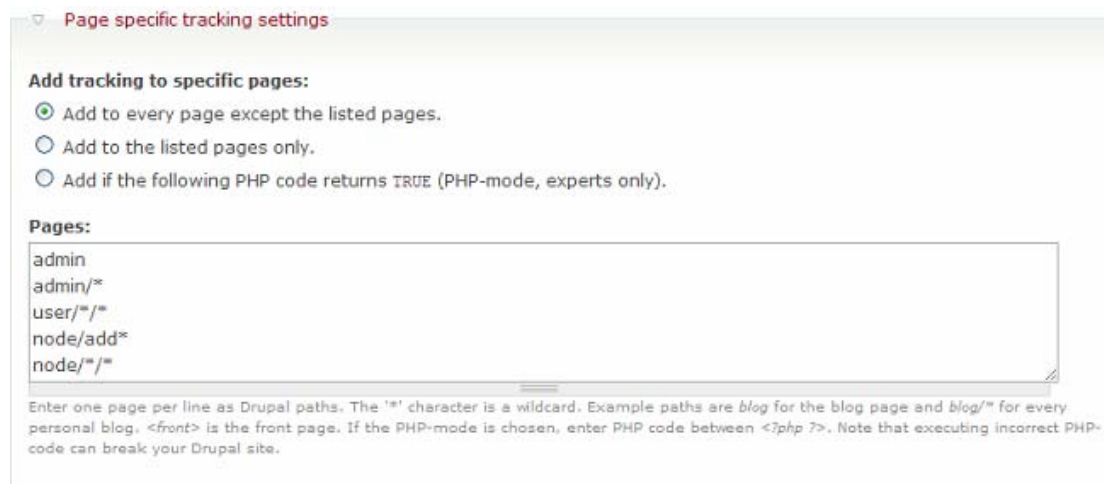 Page specific tracking settings
Add tracking to specific pages:
Add to every page except the listed pages.
Add to the listed pages only.
Add if the following PHP code returns TRUE (PHP-mode, experts only).
Pages:
admin
admin/*
user/*/*
node/add*
node/*/*
Enter one page per line as Drupal paths. The '*' character is a wildcard. Example paths are blog for the blog page and blog/* for every
personal blog. <front> is the front page. If the PHP-mode is chosen, enter PHP code between <?php ?>. Note that executing incorrect PHP-
code can break your Drupal site.